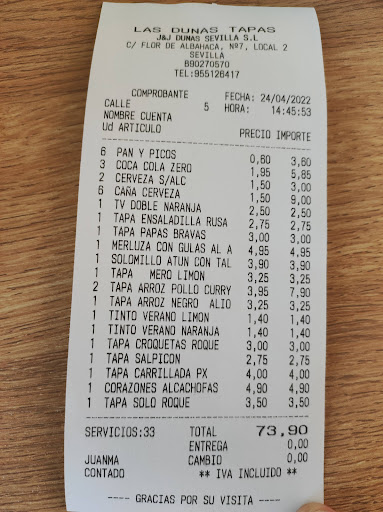 LAS DUNAS TAPAS
J&J DUNAS SEVILLA S.L
C/ FLOR DE ALBAHACA, Nº7, LOCAL 2
SEVILLA
B90270570
TEL:955126417
COMPROBANTE FECHA: 24/04/2022
CALLE 5 HORA: 14:45:53
NOMBRE CUENTA
Ud ARTICULO PRECIO IMPORTE
6 PAN Y PICOS 0,60 3,60
3 COCA COLA ZERO 1,95 5,85
2 CERVEZA S/ALC 1,50 3,00
6 CAÑA CERVEZA 1,50 9,00
1 TV DOBLE NARANJA 2,50 2,50
1 TAPA ENSALADILLA RUSA 2,75 2,75
1 TAPA PAPAS BRAVAS 3,00 3,00
1 MERLUZA CON GULAS AL A 4,95 4,95
1 SOLOMILLO ATUN CON TAL 3,90 3,90
1 TAPA MERO LIMON 3,25 3,25
2 TAPA ARROZ POLLO CURRY 3,95 7,90
1 TAPA ARROZ NEGRO ALIO 3,25 3,25
1 TINTO VERANO LIMON 1,40 1,40
1 TINTO VERANO NARANJA 1,40 1,40
1 TAPA CROQUETAS ROQUE 3,00 3,00
1 TAPA SALPICON 2,75 2,75
1 TAPA CARRILLADA PX 4,00 4,00
1 CORAZONES ALCACHOFAS 4,90 4,90
1 TAPA SOLO ROQUE 3,50 3,50
SERVICIOS:33 TOTAL 73,90
ENTREGA 0,00
JUANMA CAMBIO 0,00
CONTADO ** IVA INCLUIDO **
---- GRACIAS POR SU VISITA ----